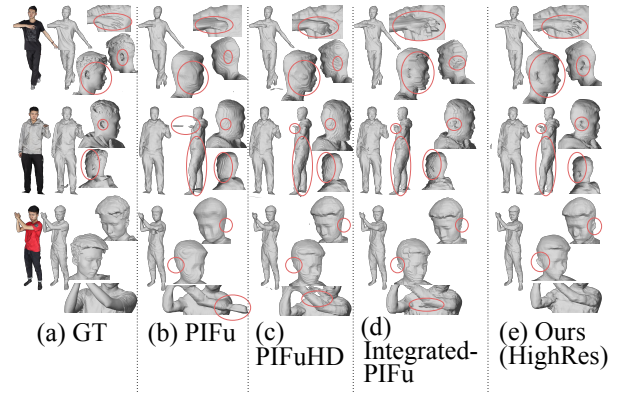 (a) GT
(b) PIFu
(c)
PIFuHD
(d)
Integrated-
PIFu
(e) Ours
(HighRes)